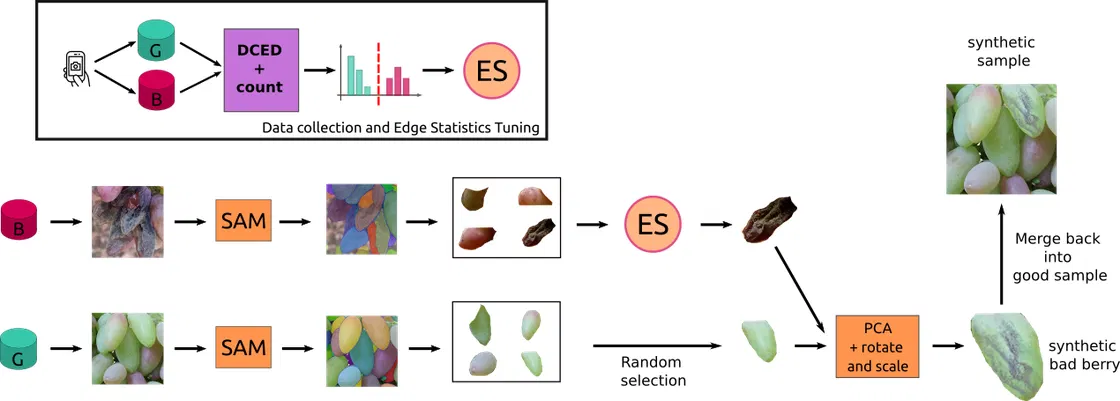 G
B
DCED
+
count
ES
Data collection and Edge Statistics Tuning
B
SAM
ES
G
SAM
Random
selection
PCA
+ rotate
and scale
synthetic
bad berry
Merge back
into
good sample
synthetic
sample